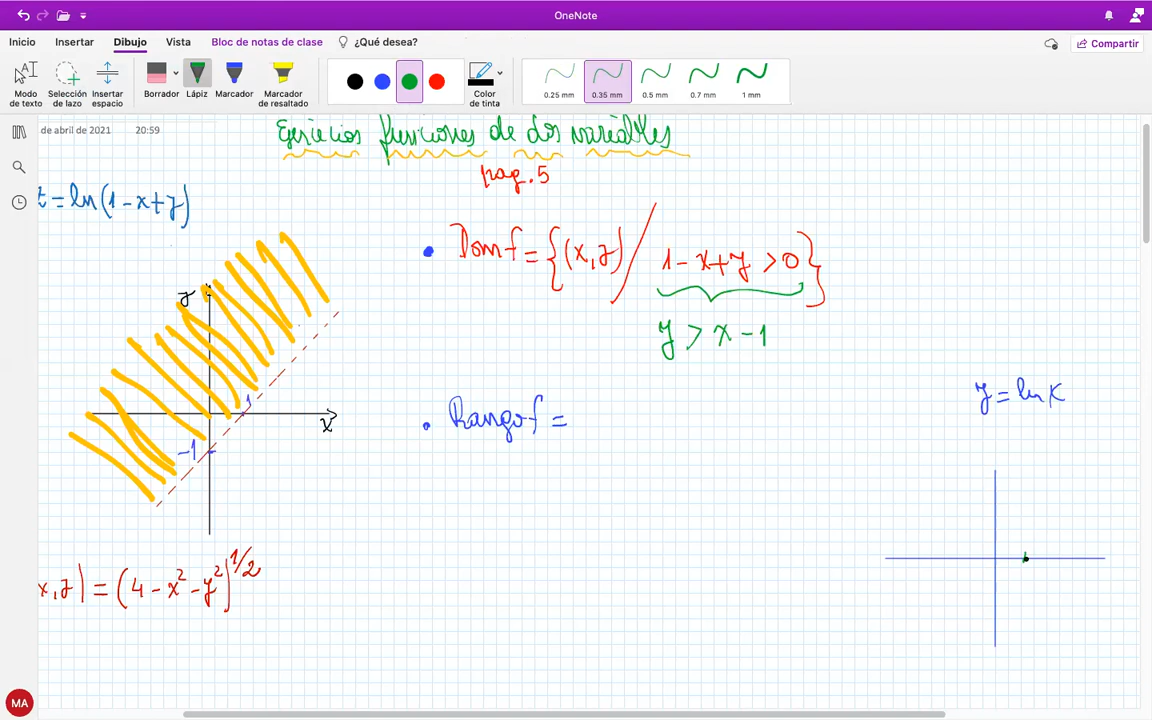 OneNote
Inicio Insertar Dibujo Vista Bloc de notas de clase ¿Qué desea? Compartir
Modo de texto
Selección de lazo
Insertar espacio
Borrador
Lápiz
Marcador
Marcador de resaltado
Color de tinta
0.25 mm
0.35 mm
0.5 mm
0.7 mm
1 mm
de abril de 2021 20:59
Ejercicios funciones de dos variables
pag. 5
t = ln(1-x+y)
• Dom f = {(x,y) / 1-x+y > 0}
y > x - 1
y
1
x
-1
• Rango f =
y = ln x
x,y) = (4 - x² - y²)^1/2
MA